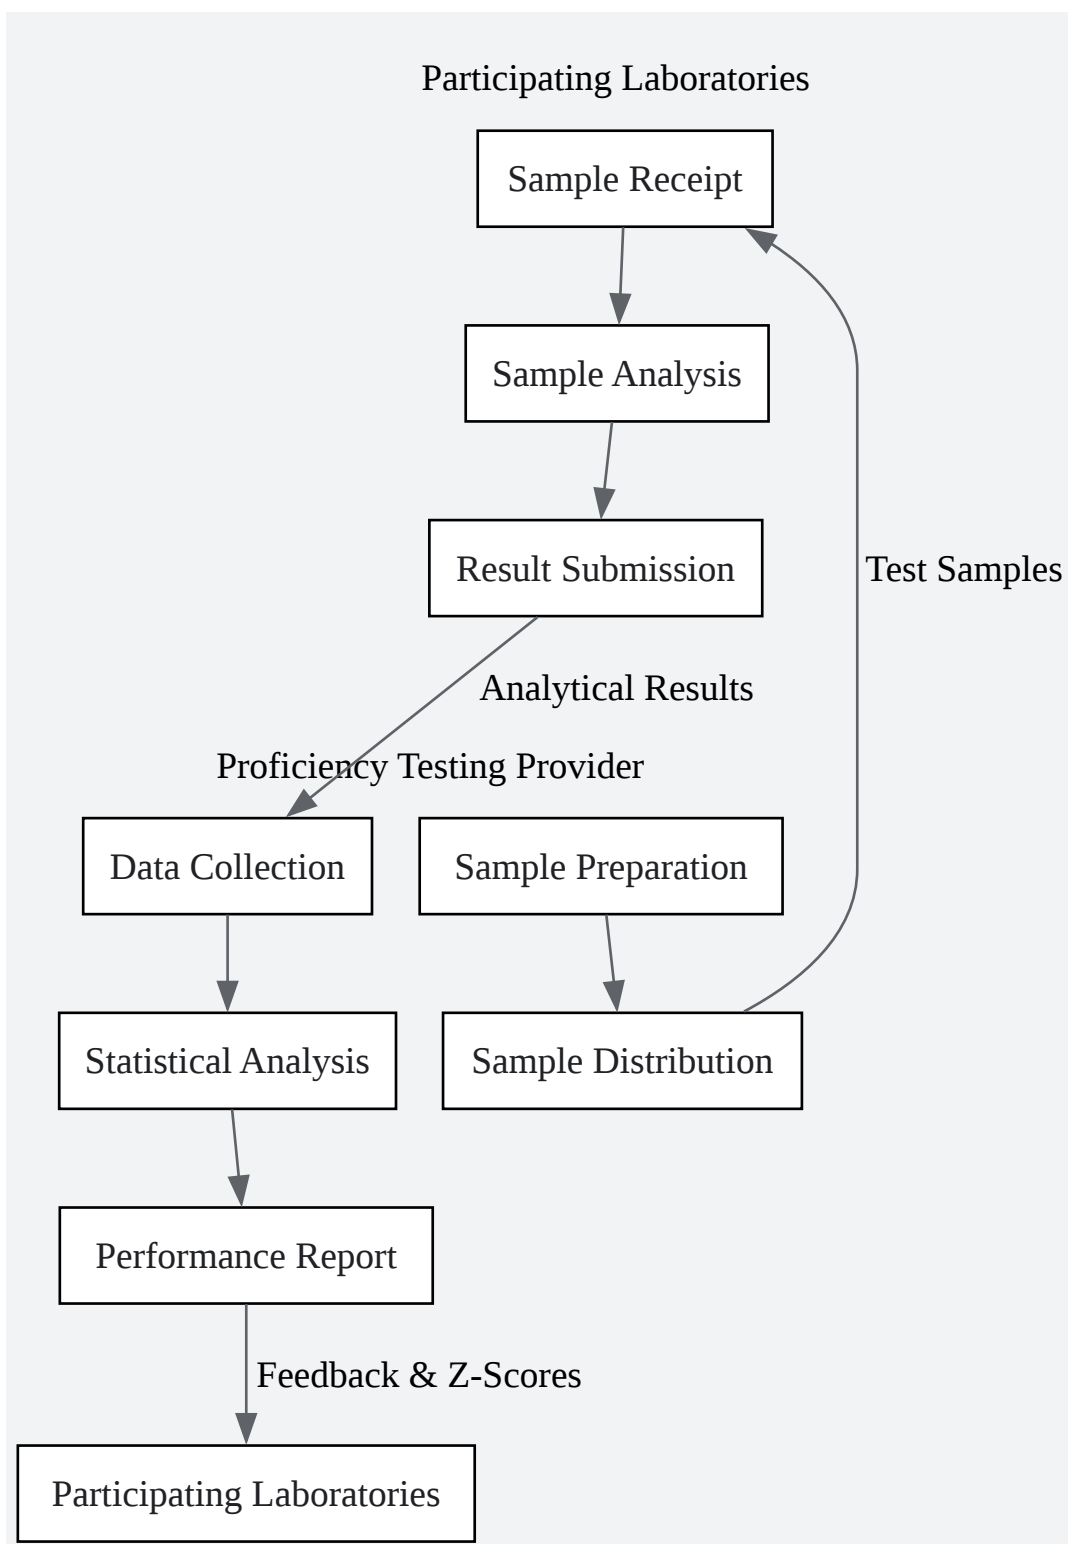 Participating Laboratories
Sample Receipt
Sample Analysis
Result Submission
Test Samples
Analytical Results
Proficiency Testing Provider
Data Collection
Sample Preparation
Statistical Analysis
Sample Distribution
Performance Report
Feedback & Z-Scores
Participating Laboratories